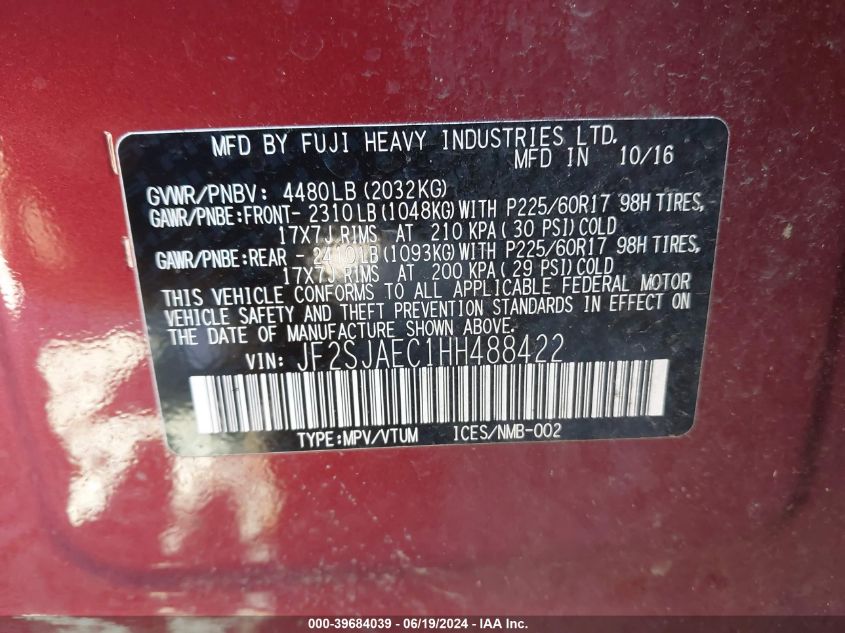 MFD BY FUJI HEAVY INDUSTRIES LTD.
MFD IN 10/16
GVWR/PNBV: 4480LB(2032KG)
GAWR/PNBE:FRONT- 2310LB(1048KG)WITH P225/60R17 98H TIRES,
17X7J RIMS AT 210 KPA(30 PSI)COLD
GAWR/PNBE:REAR - 2410LB(1093KG)WITH P225/60R17 98H TIRES,
17X7J RIMS AT 200 KPA(29 PSI)COLD
THIS VEHICLE CONFORMS TO ALL APPLICABLE FEDERAL MOTOR
VEHICLE SAFETY AND THEFT PREVENTION STANDARDS IN EFFECT ON
THE DATE OF MANUFACTURE SHOWN ABOVE.
VIN: JF2SJAEC1HH488422
TYPE:MPV/VTUM ICES/NMB-002
000-39684039 - 06/19/2024 - IAA Inc.